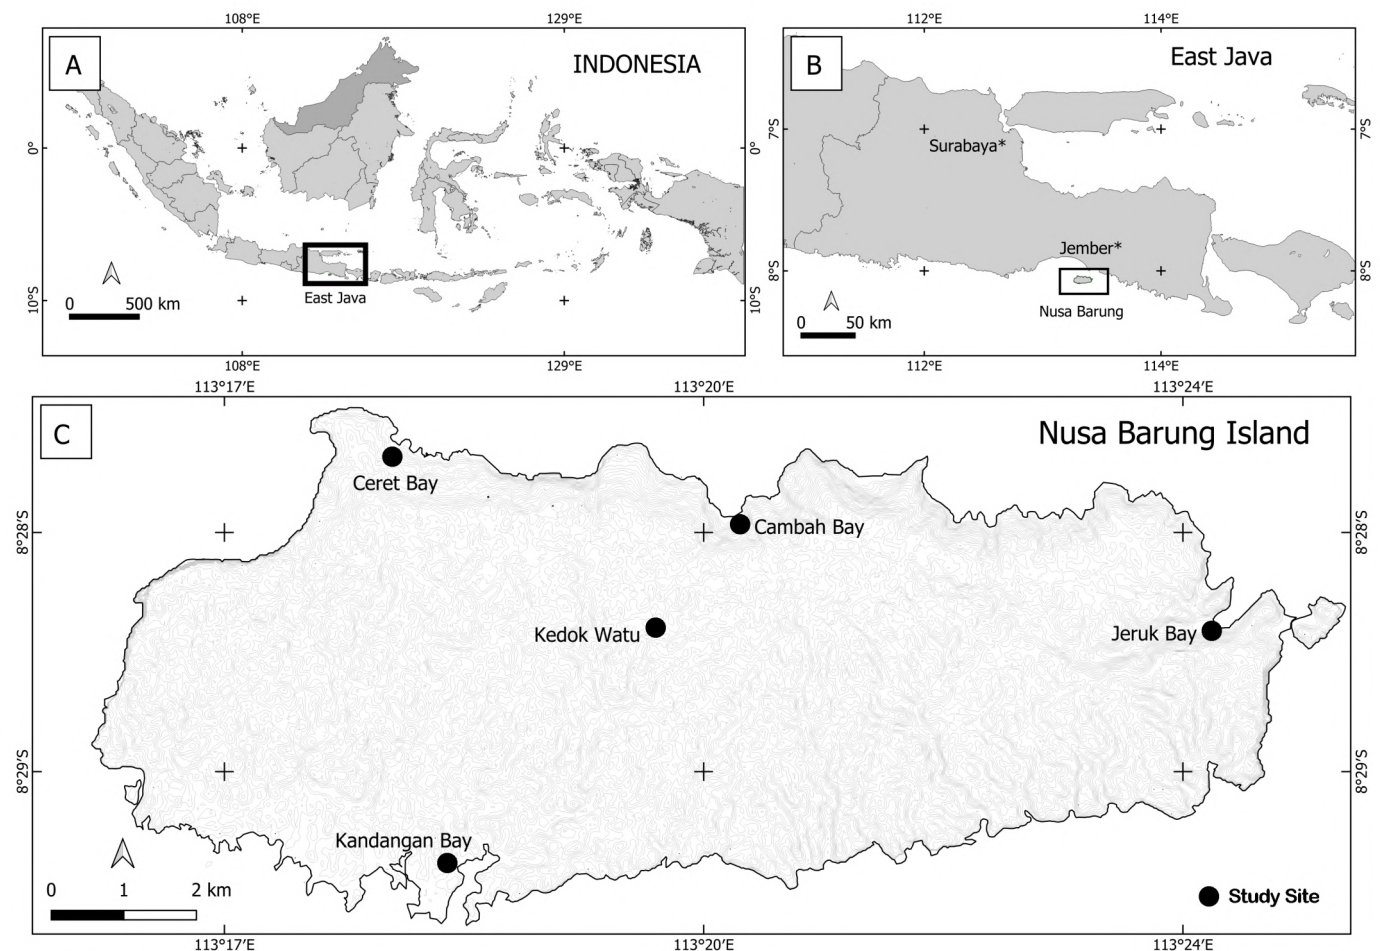 108°E
129°E
A
INDONESIA
0°
0°
East Java
0
500 km
10°S
10°S
108°E
129°E
112°E
114°E
B
East Java
7°S
7°S
Surabaya*
Jember*
8°S
8°S
Nusa Barung
0
50 km
112°E
114°E
113°17'E
113°20'E
113°24'E
C
Nusa Barung Island
Ceret Bay
Cambah Bay
8°28'S
8°28'S
Kedok Watu
Jeruk Bay
8°29'S
8°29'S
Kandangan Bay
0
1
2 km
Study Site
113°17'E
113°20'E
113°24'E